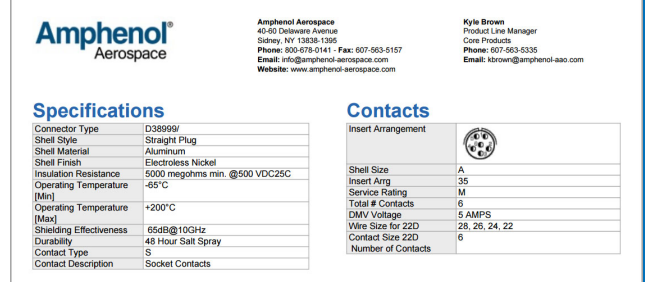 Amphenol®
Aerospace
Amphenol Aerospace
40-60 Delaware Avenue
Sidney, NY 13838-1395
Phone: 800-678-0141 - Fax: 607-563-5157
Email: info@amphenol-aerospace.com
Website: www.amphenol-aerospace.com
Kyle Brown
Product Line Manager
Core Products
Phone: 607-563-5335
Email: kbrown@amphenol-aao.com
Specifications
Connector Type D38999/
Shell Style Straight Plug
Shell Material Aluminum
Shell Finish Electroless Nickel
Insulation Resistance 5000 megohms min. @500 VDC25C
Operating Temperature [Min] -65°C
Operating Temperature [Max] +200°C
Shielding Effectiveness 65dB@10GHz
Durability 48 Hour Salt Spray
Contact Type S
Contact Description Socket Contacts
Contacts
Insert Arrangement
Shell Size A
Insert Arrg 35
Service Rating M
Total # Contacts 6
DMV Voltage 5 AMPS
Wire Size for 22D 28, 26, 24, 22
Contact Size 22D 6
Number of Contacts